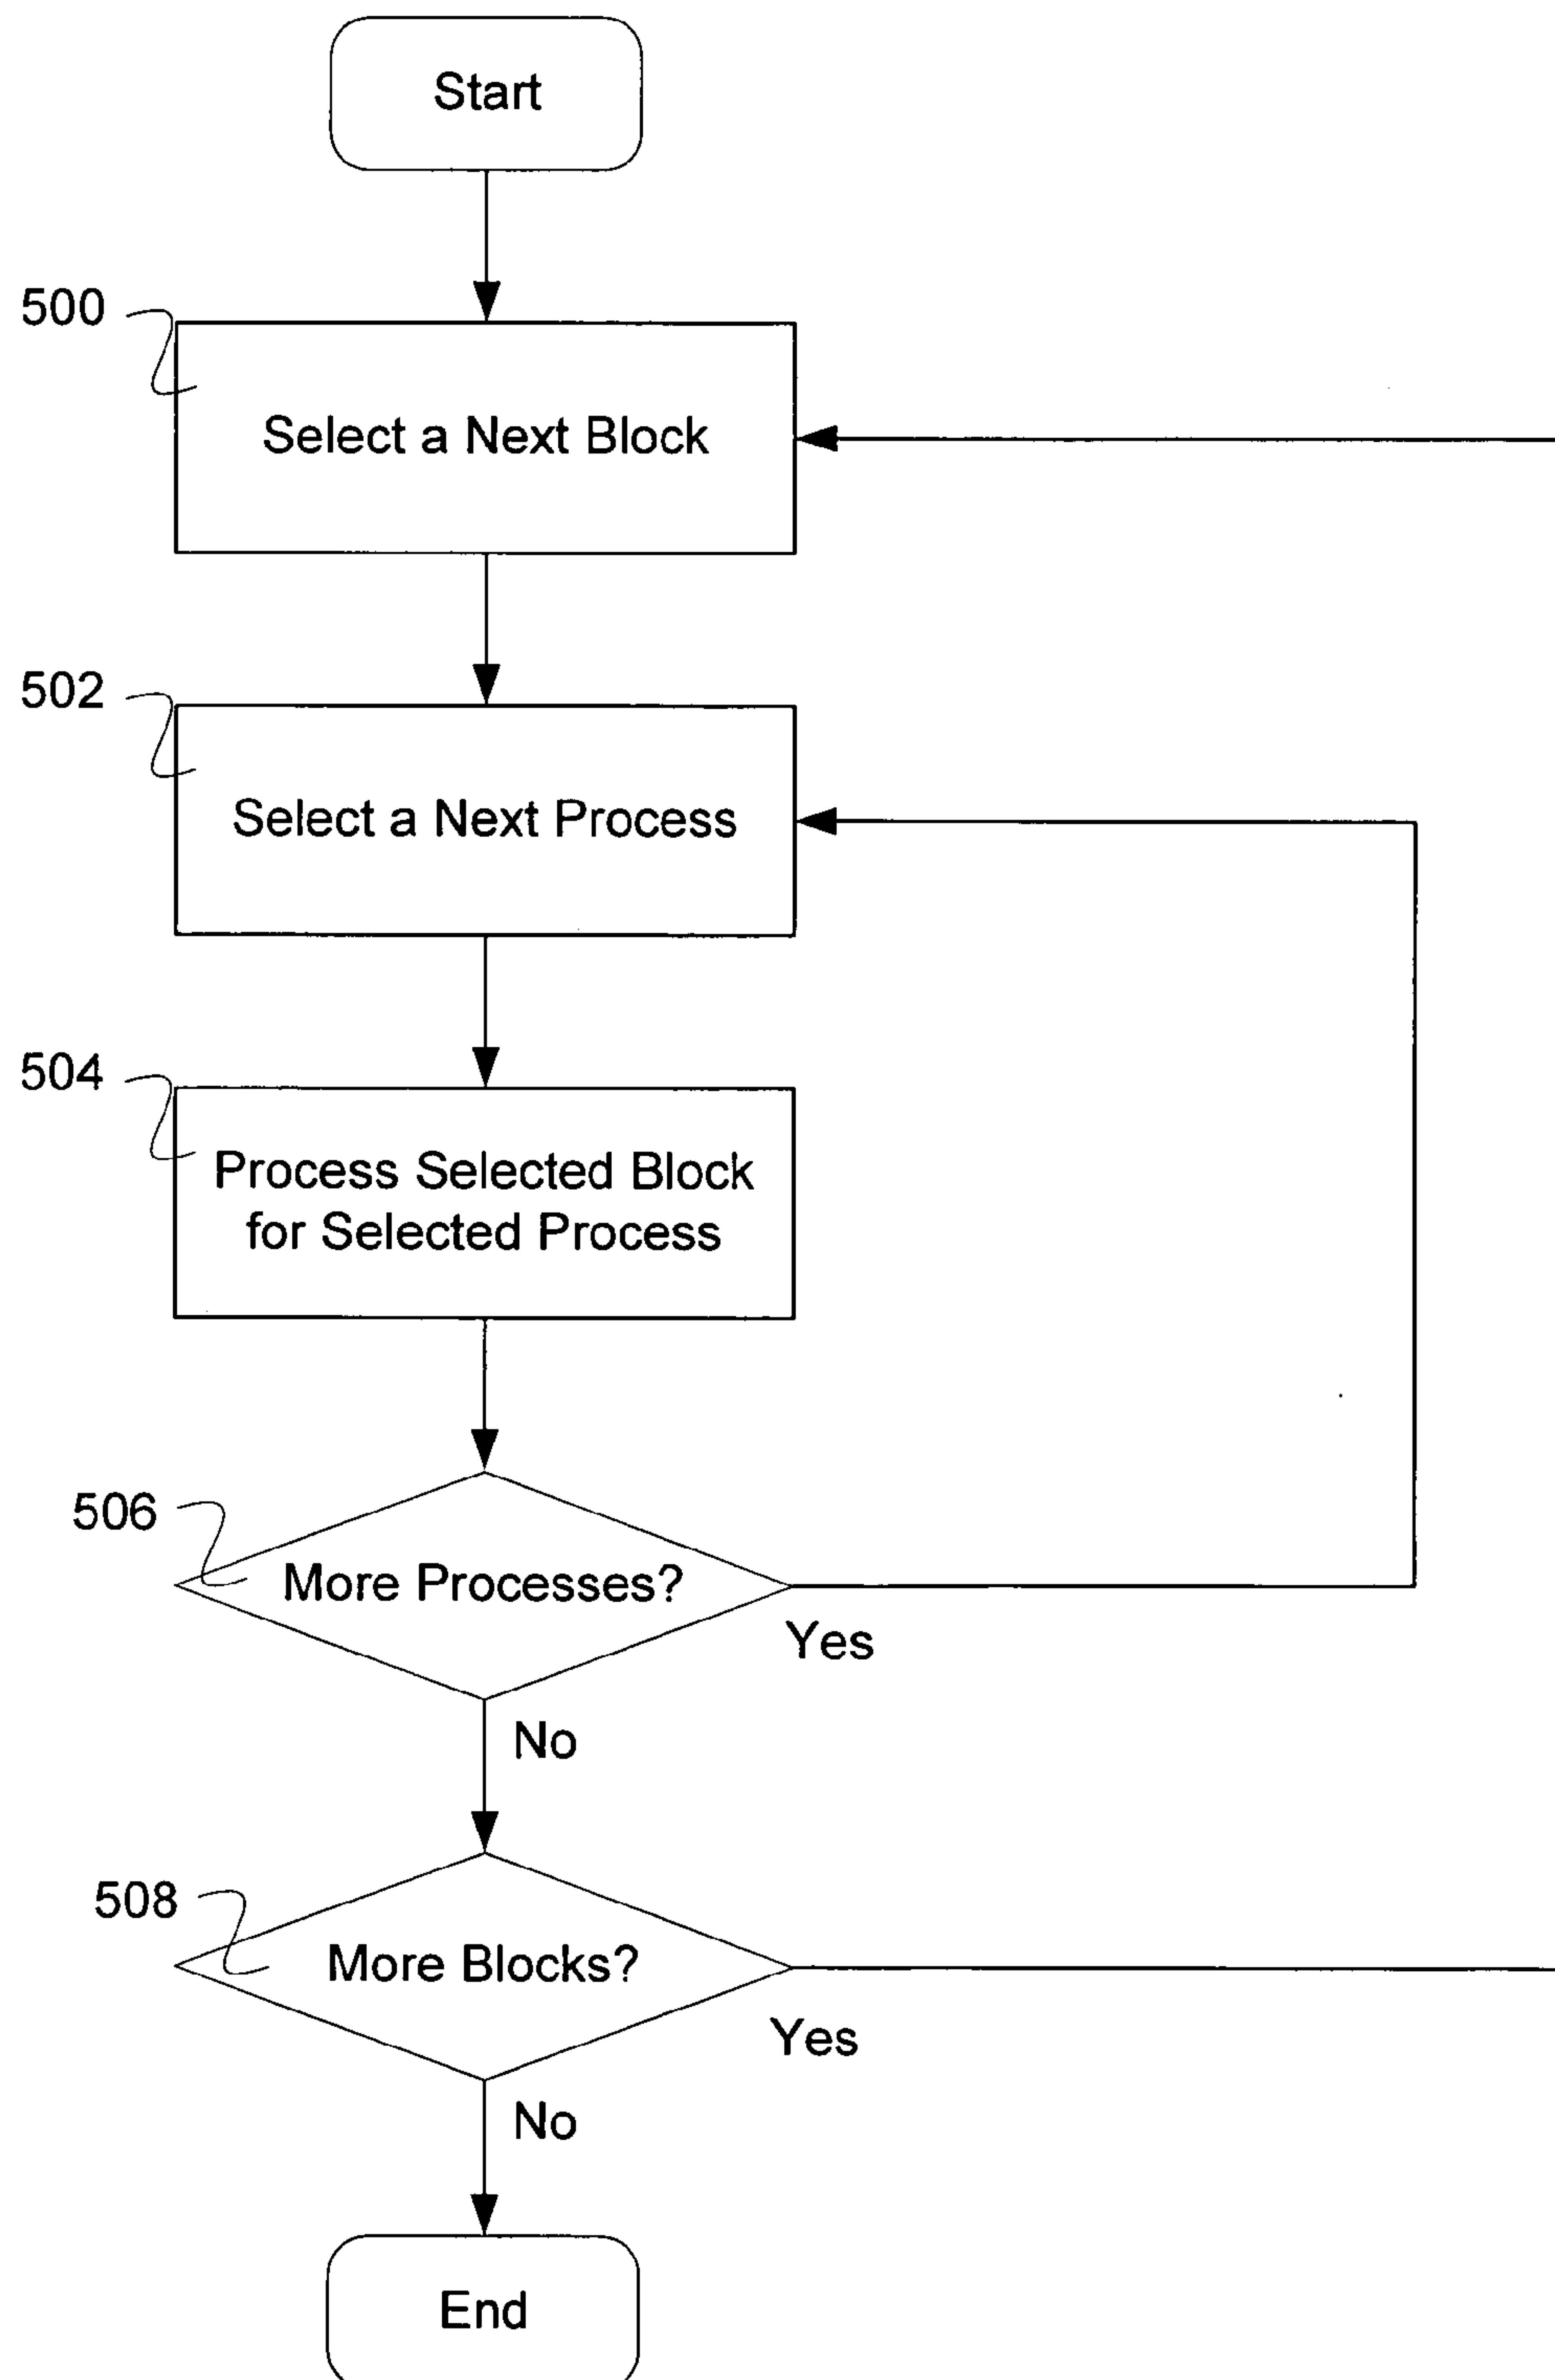 Start
500
Select a Next Block
502
Select a Next Process
504
Process Selected Block
for Selected Process
506
More Processes?
Yes
No
508
More Blocks?
Yes
No
End